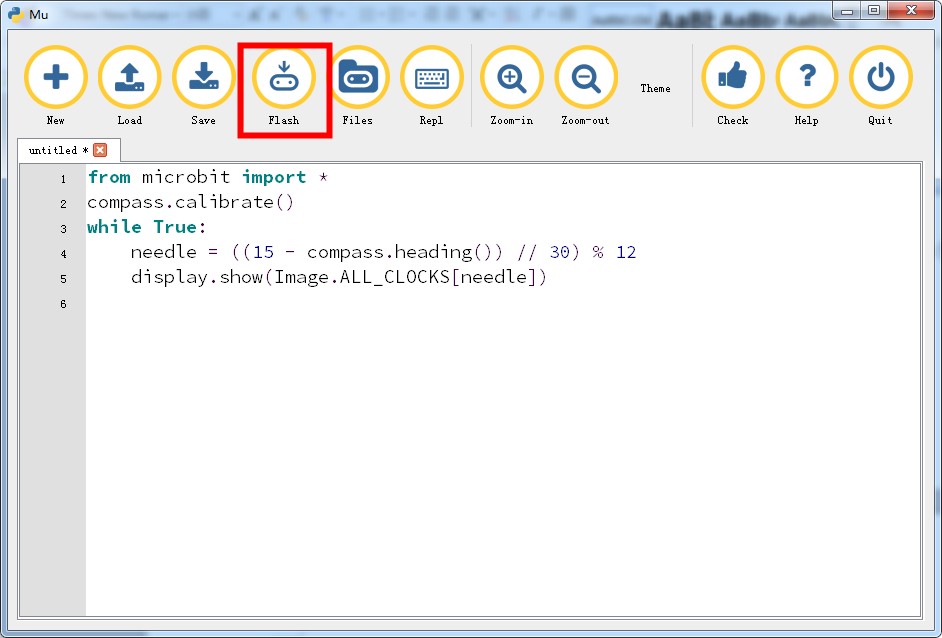 Mu
New Load Save Flash Files Repl Zoom-in Zoom-out Theme Check Help Quit
untitled *
1 from microbit import *
2 compass.calibrate()
3 while True:
4     needle = ((15 - compass.heading()) // 30) % 12
5     display.show(Image.ALL_CLOCKS[needle])
6